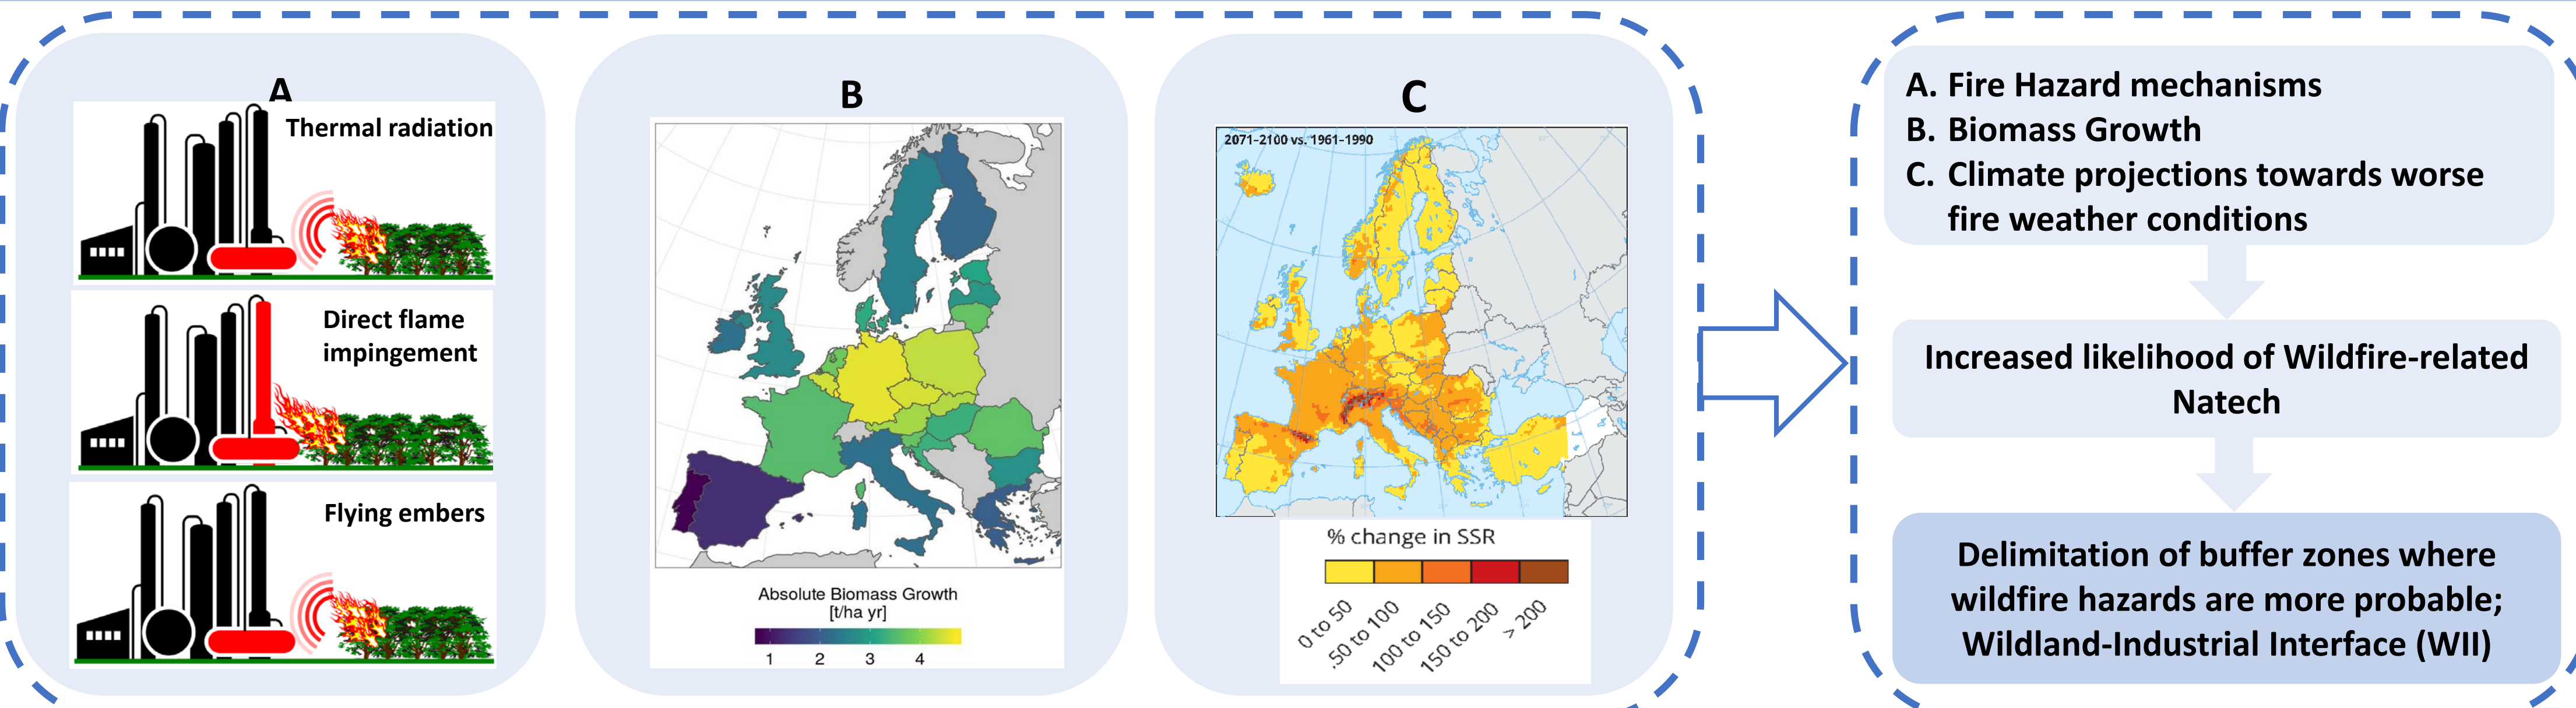 A
Thermal radiation
Direct flame
impingement
Flying embers
B
Absolute Biomass Growth
[t/ha yr]
1 2 3 4
C
2071–2100 vs. 1961–1990
% change in SSR
0 to 50
50 to 100
100 to 150
150 to 200
> 200
A. Fire Hazard mechanisms
B. Biomass Growth
C. Climate projections towards worse
fire weather conditions
Increased likelihood of Wildfire-related
Natech
Delimitation of buffer zones where
wildfire hazards are more probable;
Wildland-Industrial Interface (WII)